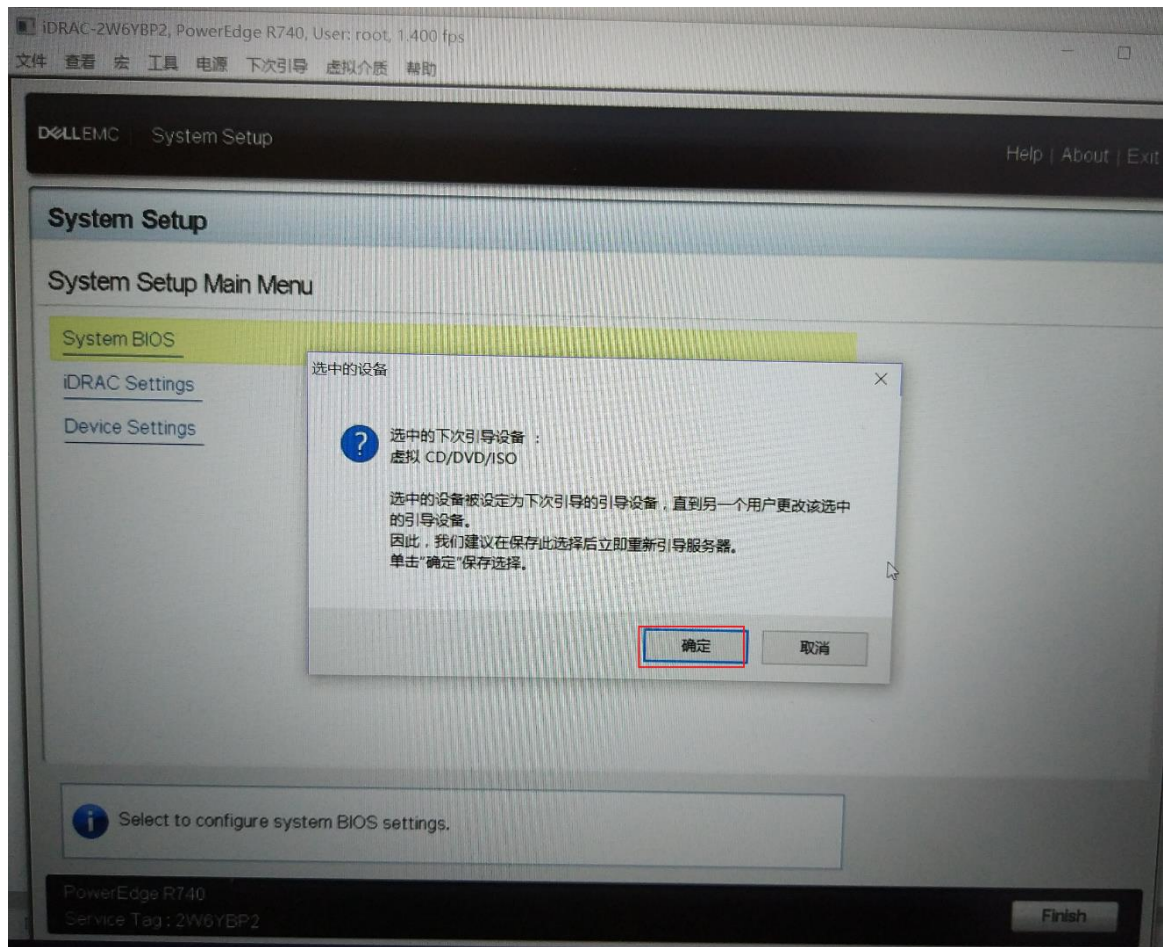 iDRAC-2W6YBP2, PowerEdge R740, User: root, 1.400 fps
文件 查看 宏 工具 电源 下次引导 虚拟介质 帮助
DELLEMC System Setup
Help | About | Exit
System Setup
System Setup Main Menu
System BIOS
iDRAC Settings
Device Settings
选中的设备
选中的下次引导设备 :
虚拟 CD/DVD/ISO
选中的设备被设定为下次引导的引导设备，直到另一个用户更改该选中
的引导设备。
因此，我们建议在保存此选择后立即重新引导服务器。
单击"确定"保存选择。
确定 取消
Select to configure system BIOS settings.
PowerEdge R740
Service Tag : 2W6YBP2
Finish